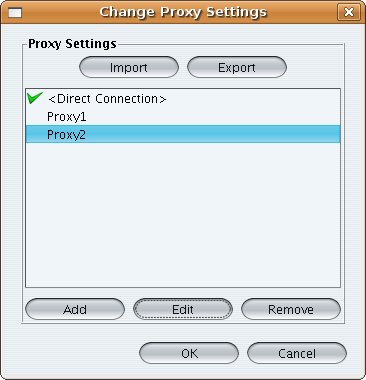 Change Proxy Settings
Proxy Settings
Import Export
<Direct Connection>
Proxy1
Proxy2
Add Edit Remove
OK Cancel